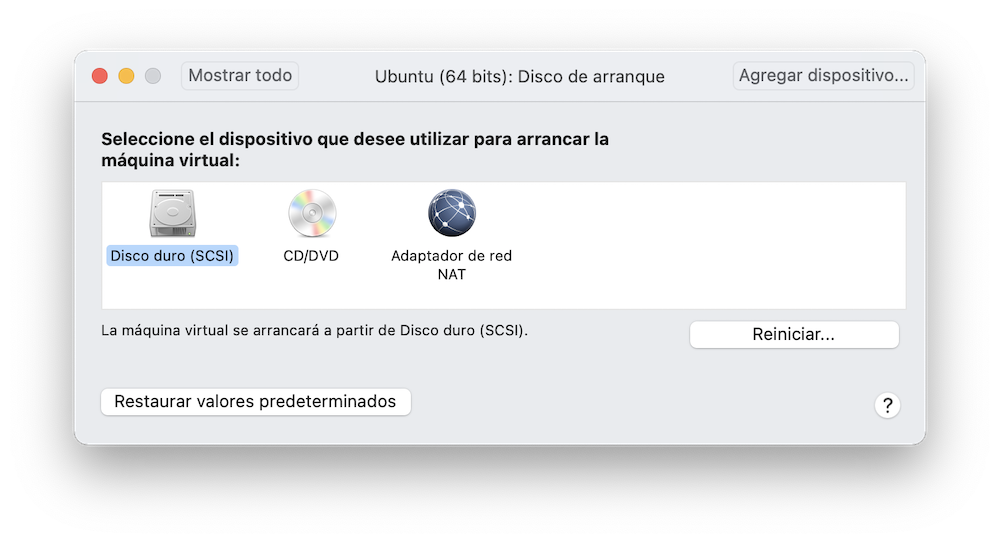 Mostrar todo
Ubuntu (64 bits): Disco de arranque
Agregar dispositivo...
Seleccione el dispositivo que desee utilizar para arrancar la
máquina virtual:
Disco duro (SCSI)
CD/DVD
Adaptador de red
NAT
La máquina virtual se arrancará a partir de Disco duro (SCSI).
Reiniciar...
Restaurar valores predeterminados
?